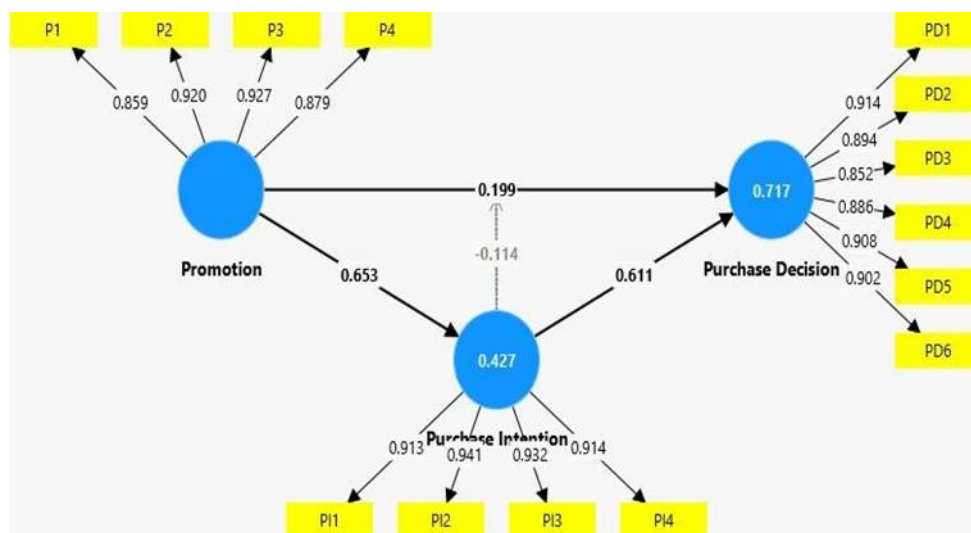 P1
P2
P3
P4
PD1
PD2
PD3
PD4
PD5
PD6
0.859
0.920
0.927
0.879
0.914
0.894
0.852
0.886
0.908
0.902
0.199
0.717
Promotion
Purchase Decision
-0.114
0.653
0.611
0.427
Purchase Intention
0.913
0.941
0.932
0.914
PI1
PI2
PI3
PI4